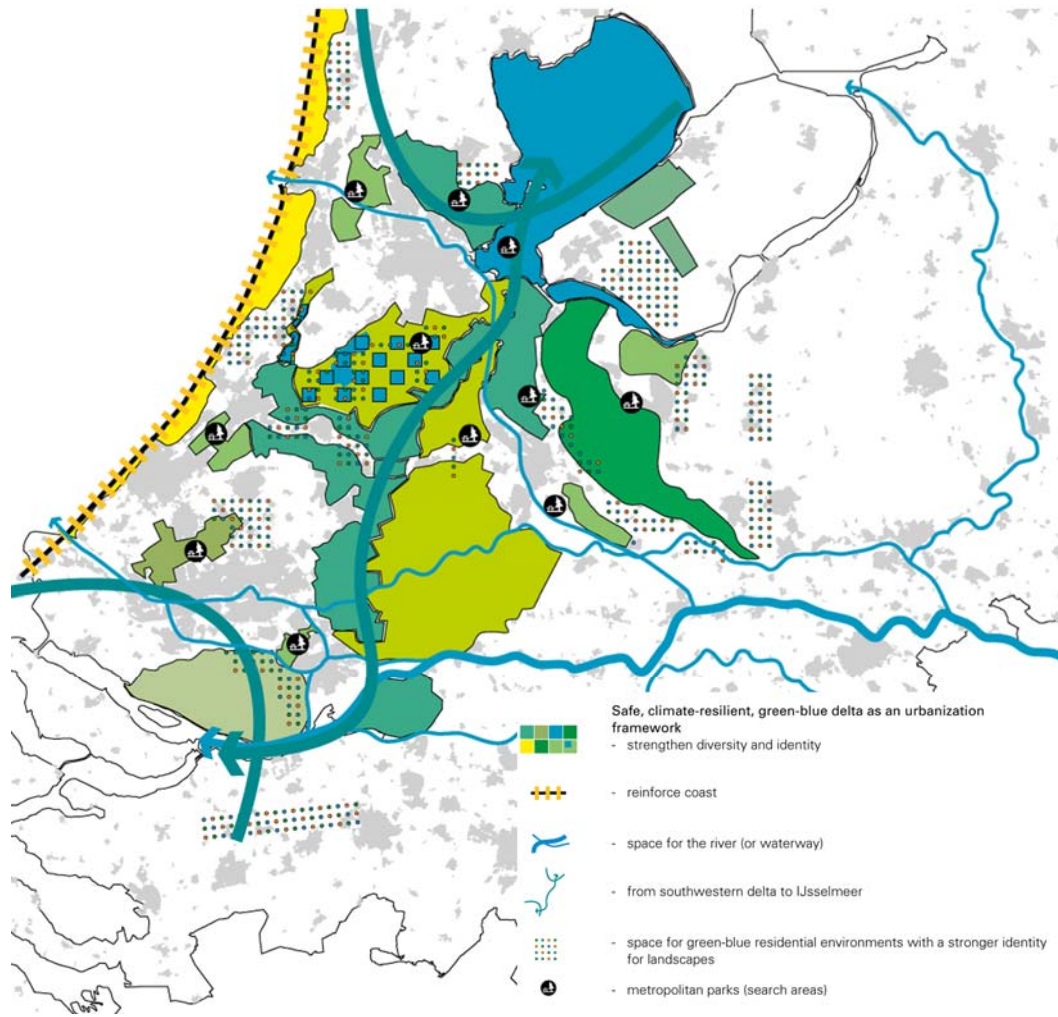 Safe, climate-resilient, green-blue delta as an urbanization
framework
- strengthen diversity and identity
- reinforce coast
- space for the river (or waterway)
- from southwestern delta to IJsselmeer
- space for green-blue residential environments with a stronger identity
for landscapes
- metropolitan parks (search areas)